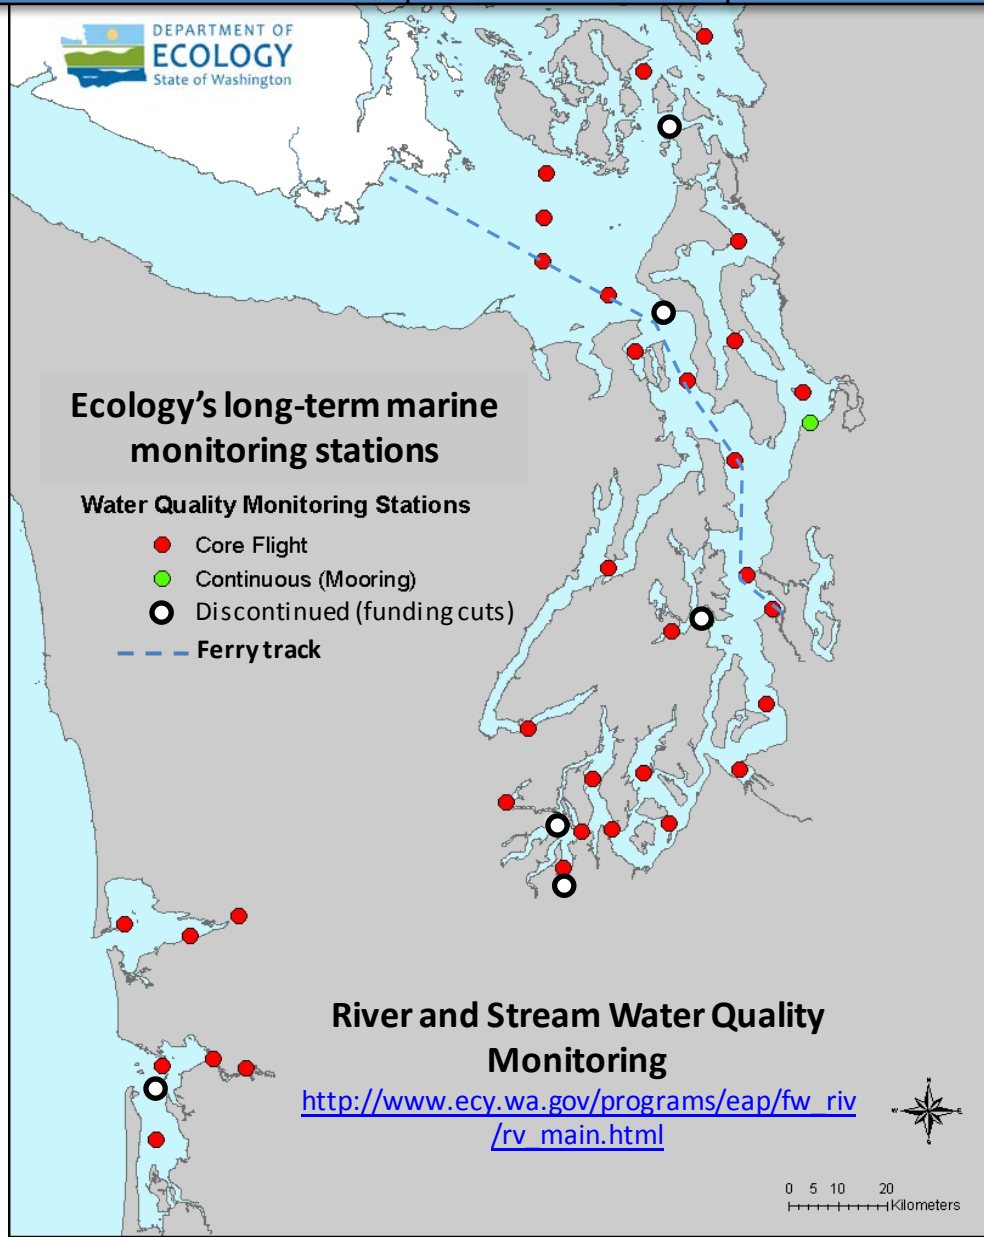 DEPARTMENT OF
ECOLOGY
State of Washington
Ecology's long-term marine
monitoring stations
Water Quality Monitoring Stations
Core Flight
Continuous (Mooring)
Discontinued (funding cuts)
Ferry track
River and Stream Water Quality
Monitoring
http://www.ecy.wa.gov/programs/eap/fw_riv
/rv_main.html
N
W E
S
0 5 10 20
Kilometers